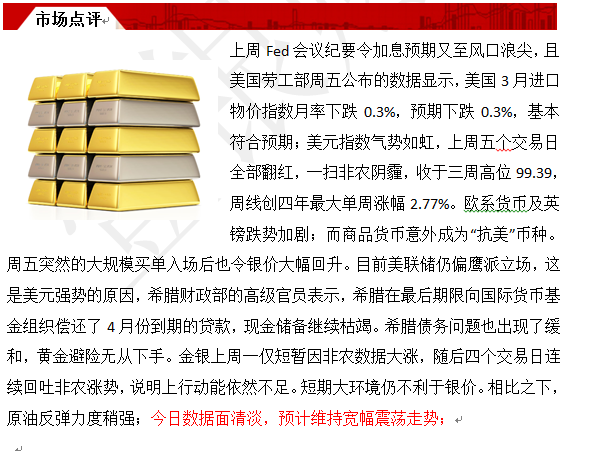 市场点评
上周 Fed 会议纪要令加息预期又至风口浪尖，且
美国劳工部周五公布的数据显示，美国 3 月进口
物价指数月率下跌 0.3%，预期下跌 0.3%，基本
符合预期；美元指数气势如虹，上周五个交易日
全部翻红，一扫非农阴霾，收于三周高位 99.39，
周线创四年最大单周涨幅 2.77%。欧系货币及英
镑跌势加剧；而商品货币意外成为“抗美”币种。
周五突然的大规模买单入场后也令银价大幅回升。目前美联储仍偏鹰派立场，这
是美元强势的原因，希腊财政部的高级官员表示，希腊在最后期限向国际货币基
金组织偿还了 4 月份到期的贷款，现金储备继续枯竭。希腊债务问题也出现了缓
和，黄金避险无从下手。金银上周一仅短暂因非农数据大涨，随后四个交易日连
续回吐非农涨势，说明上行动能依然不足。短期大环境仍不利于银价。相比之下，
原油反弹力度稍强；今日数据面清淡，预计维持宽幅震荡走势；